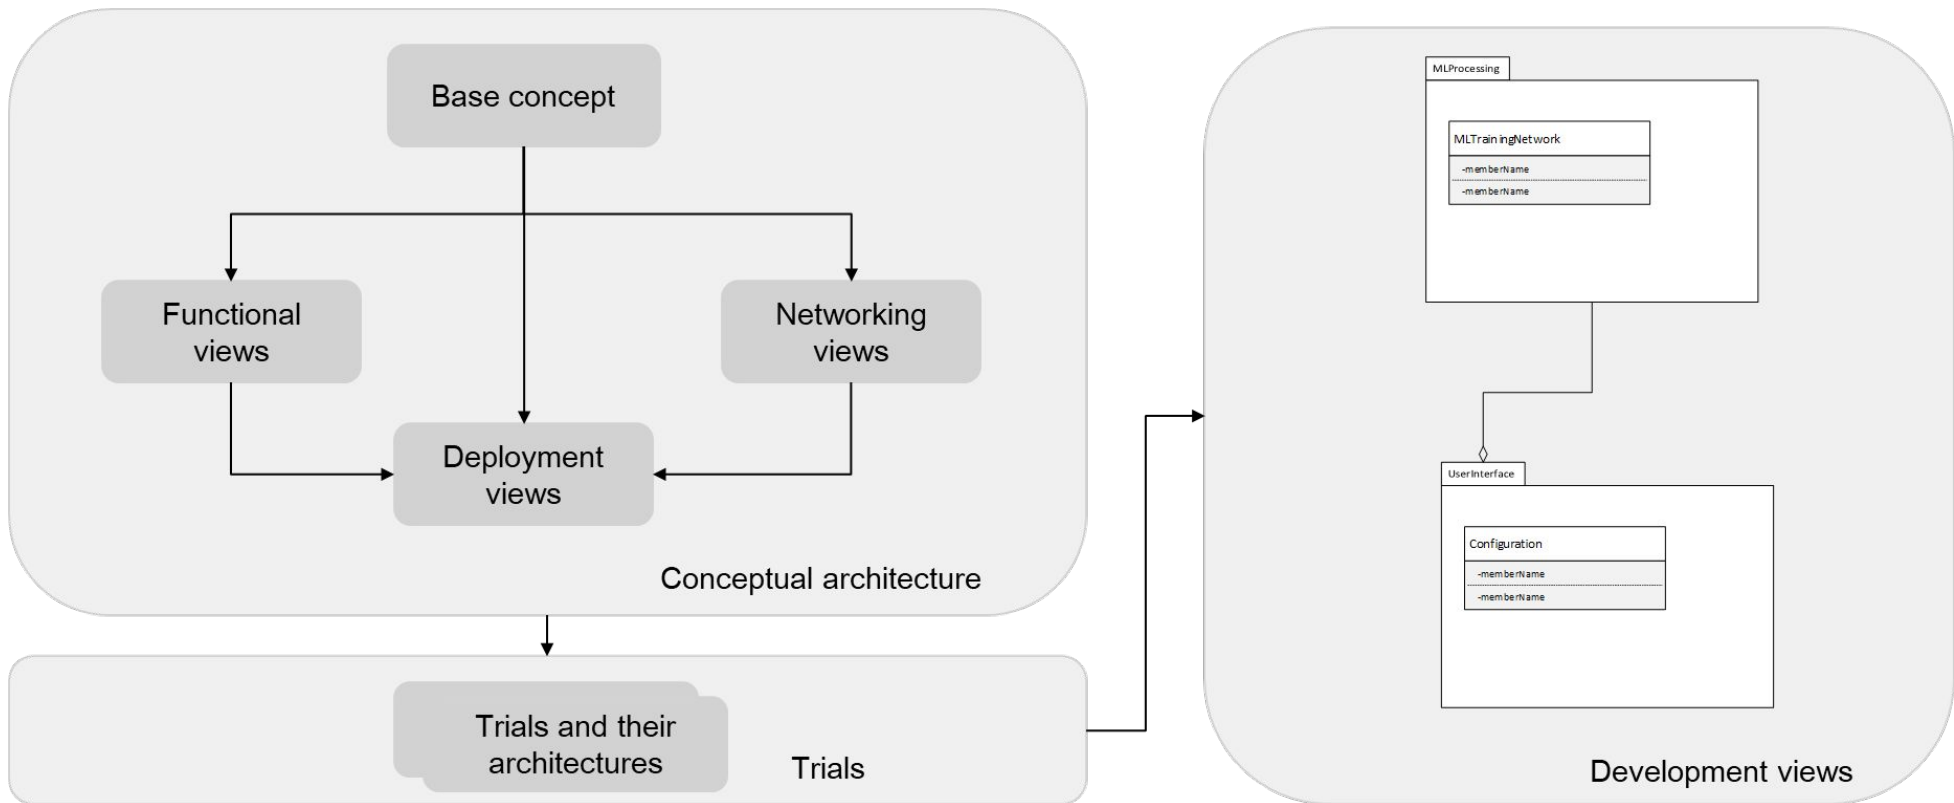 Base concept
Functional
views
Networking
views
Deployment
views
Conceptual architecture
Trials and their
architectures
Trials
MLProcessing
MLTrainingNetwork
-memberName
-memberName
UserInterface
Configuration
-memberName
-memberName
Development views